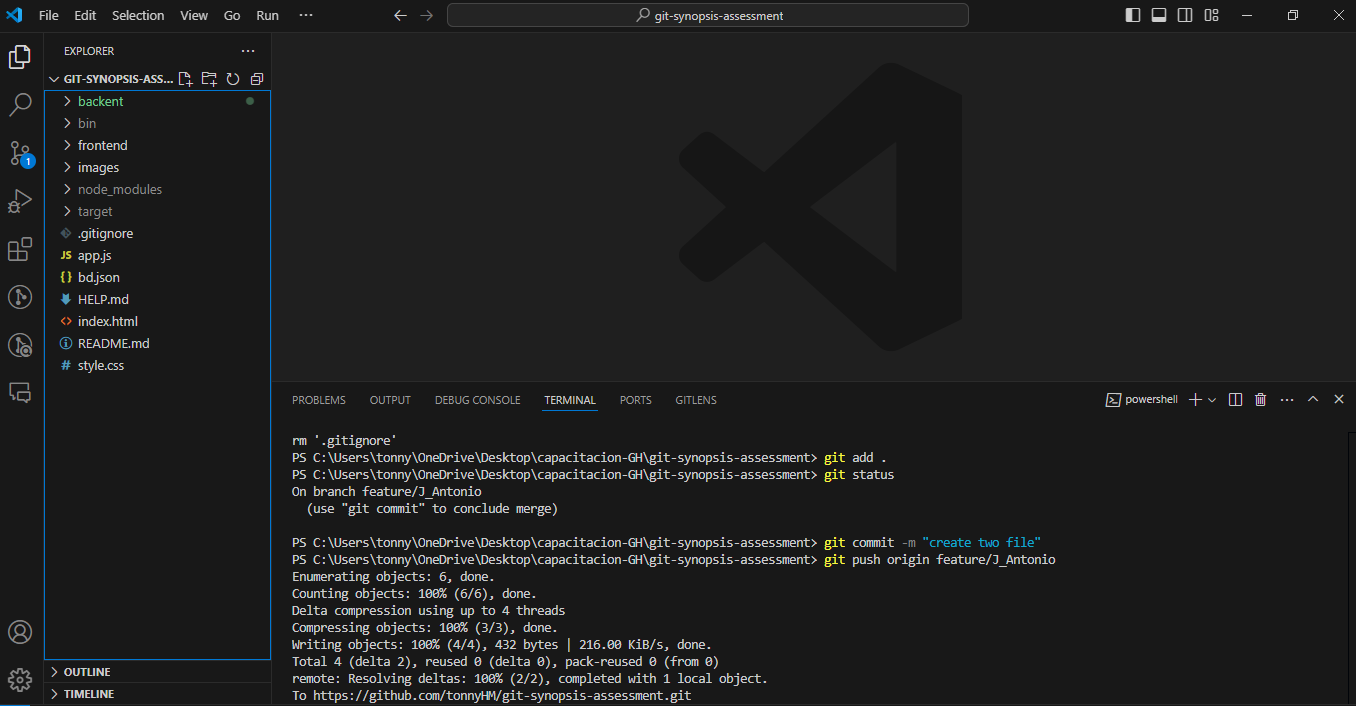 File Edit Selection View Go Run ...
git-synopsis-assessment
EXPLORER
GIT-SYNOPSIS-ASS...
backent
bin
frontend
images
node_modules
target
.gitignore
JS app.js
{} bd.json
HELP.md
<> index.html
README.md
# style.css
OUTLINE
TIMELINE
1
PROBLEMS OUTPUT DEBUG CONSOLE TERMINAL PORTS GITLENS
powershell
rm '.gitignore'
PS C:\Users\tonny\OneDrive\Desktop\capacitacion-GH\git-synopsis-assessment> git add .
PS C:\Users\tonny\OneDrive\Desktop\capacitacion-GH\git-synopsis-assessment> git status
On branch feature/J_Antonio
(use "git commit" to conclude merge)
PS C:\Users\tonny\OneDrive\Desktop\capacitacion-GH\git-synopsis-assessment> git commit -m "create two file"
PS C:\Users\tonny\OneDrive\Desktop\capacitacion-GH\git-synopsis-assessment> git push origin feature/J_Antonio
Enumerating objects: 6, done.
Counting objects: 100% (6/6), done.
Delta compression using up to 4 threads
Compressing objects: 100% (3/3), done.
Writing objects: 100% (4/4), 432 bytes | 216.00 KiB/s, done.
Total 4 (delta 2), reused 0 (delta 0), pack-reused 0 (from 0)
remote: Resolving deltas: 100% (2/2), completed with 1 local object.
To https://github.com/tonnyHM/git-synopsis-assessment.git